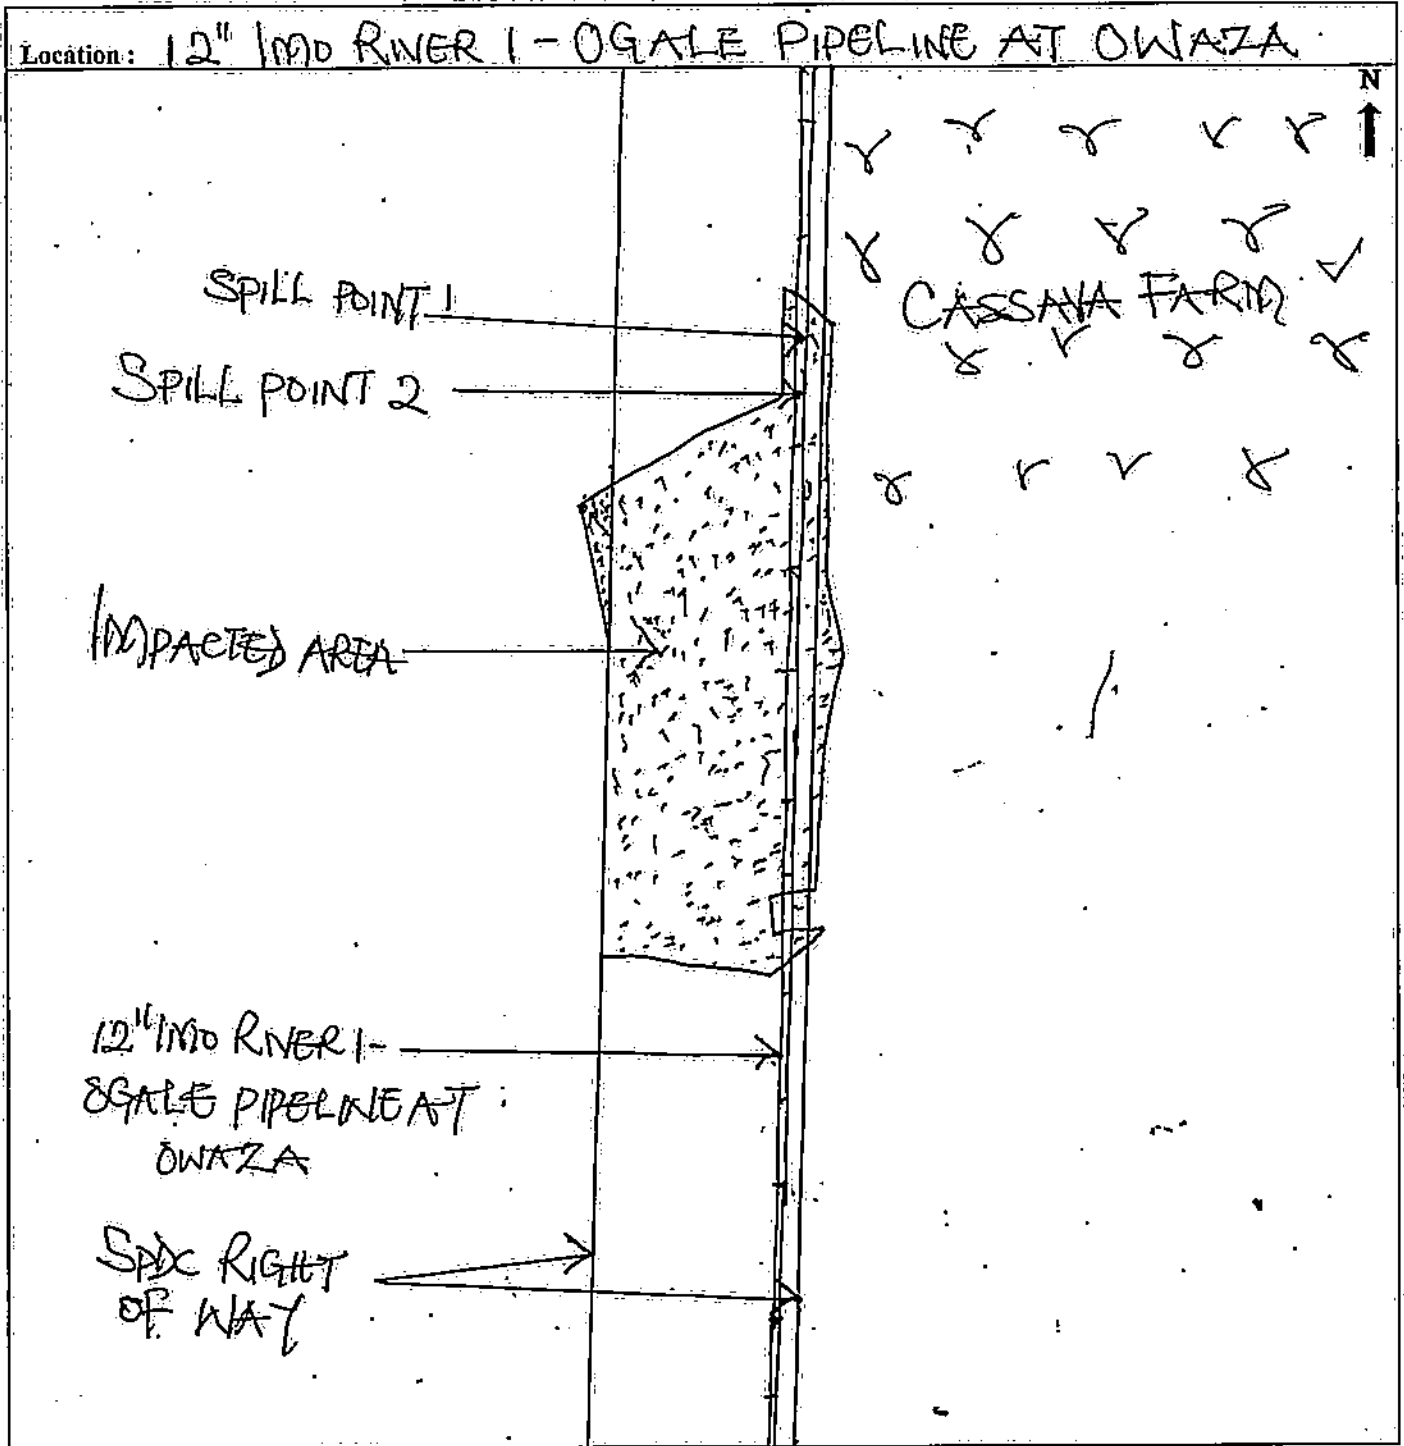 Location: 12" IMO RIVER 1 - OGALE PIPELINE AT OWAZA
N
SPILL POINT 1
CASSAVA FARM
SPILL POINT 2
IMPACTED AREA
12" IMO RIVER 1-
OGALE PIPELINE AT
OWAZA
SPDC RIGHT
OF WAY